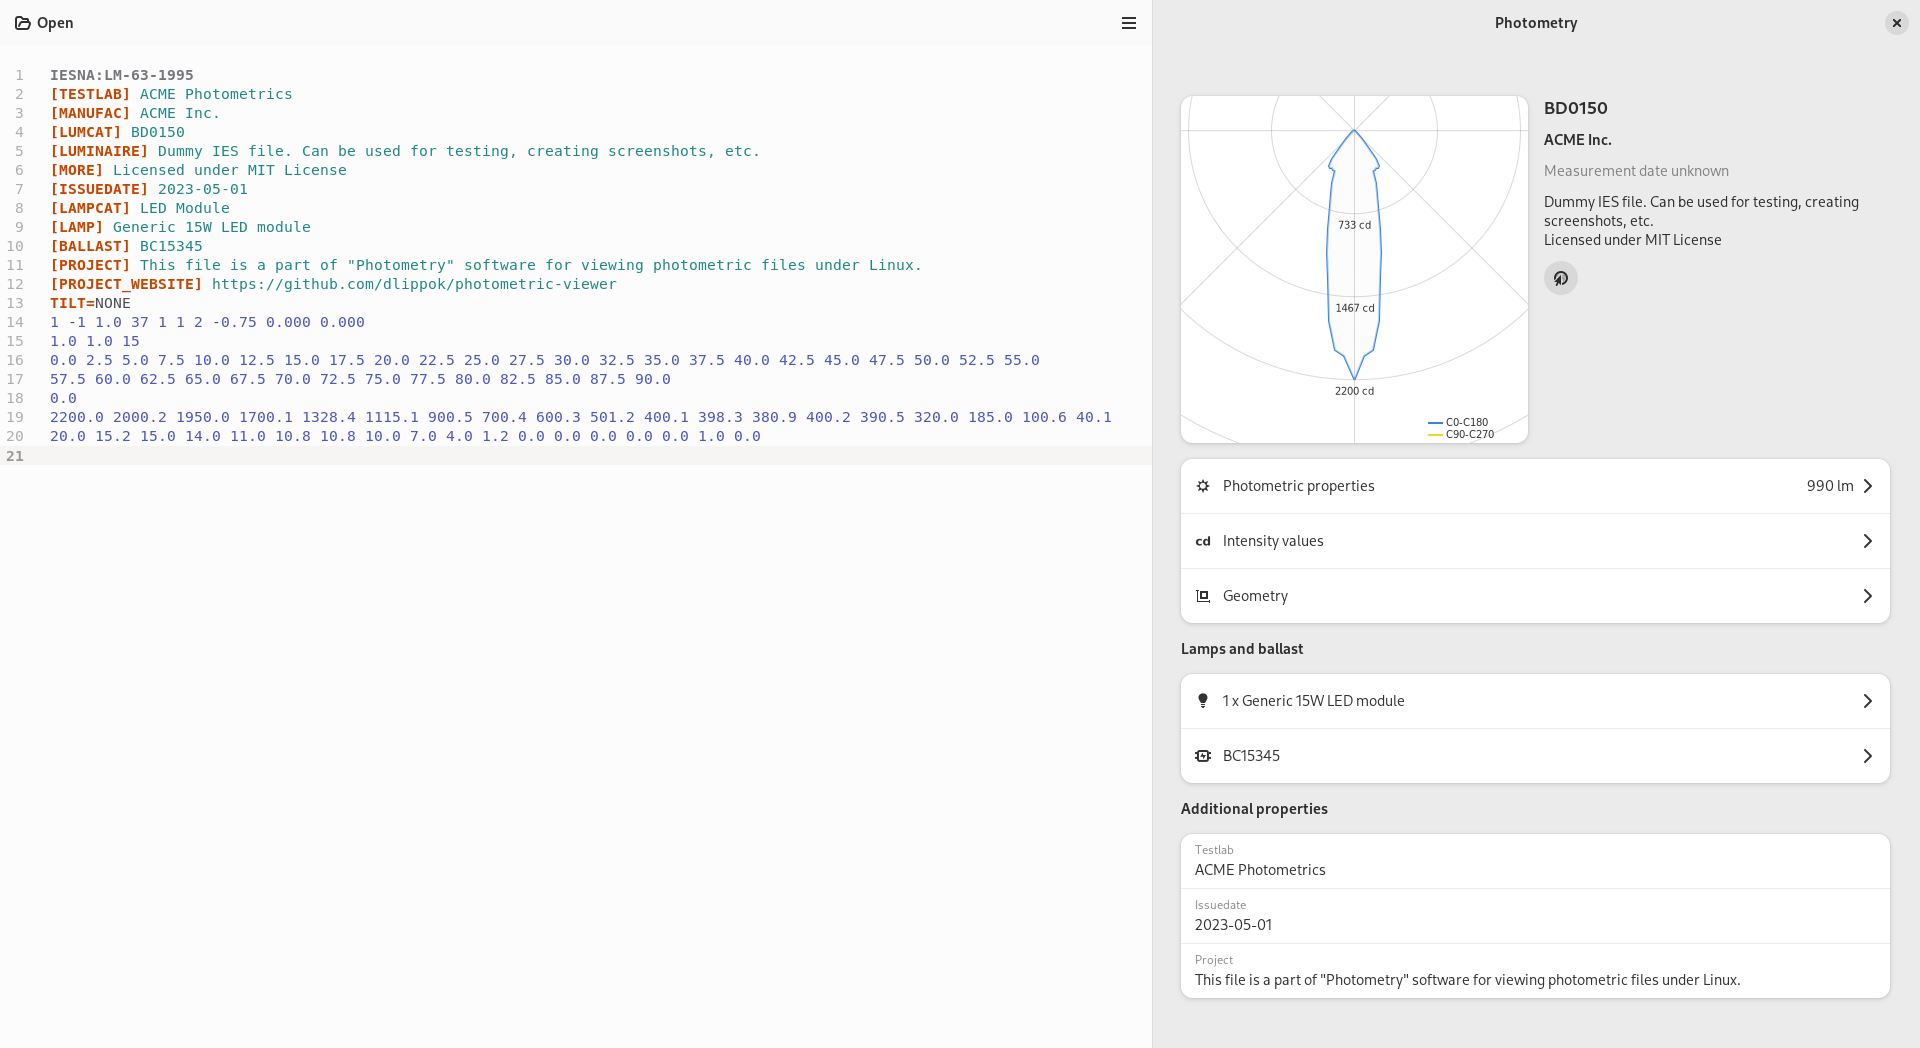 Open
1 IESNA:LM-63-1995
2 [TESTLAB] ACME Photometrics
3 [MANUFAC] ACME Inc.
4 [LUMCAT] BD0150
5 [LUMINAIRE] Dummy IES file. Can be used for testing, creating screenshots, etc.
6 [MORE] Licensed under MIT License
7 [ISSUEDATE] 2023-05-01
8 [LAMPCAT] LED Module
9 [LAMP] Generic 15W LED module
10 [BALLAST] BC15345
11 [PROJECT] This file is a part of "Photometry" software for viewing photometric files under Linux.
12 [PROJECT_WEBSITE] https://github.com/dlippok/photometric-viewer
13 TILT=NONE
14 1 -1 1.0 37 1 1 2 -0.75 0.000 0.000
15 1.0 1.0 15
16 0.0 2.5 5.0 7.5 10.0 12.5 15.0 17.5 20.0 22.5 25.0 27.5 30.0 32.5 35.0 37.5 40.0 42.5 45.0 47.5 50.0 52.5 55.0
17 57.5 60.0 62.5 65.0 67.5 70.0 72.5 75.0 77.5 80.0 82.5 85.0 87.5 90.0
18 0.0
19 2200.0 2000.2 1950.0 1700.1 1328.4 1115.1 900.5 700.4 600.3 501.2 400.1 398.3 380.9 400.2 390.5 320.0 185.0 100.6 40.1
20 20.0 15.2 15.0 14.0 11.0 10.8 10.8 10.0 7.0 4.0 1.2 0.0 0.0 0.0 0.0 0.0 1.0 0.0
21
Photometry
733 cd
1467 cd
2200 cd
C0-C180
C90-C270
BD0150
ACME Inc.
Measurement date unknown
Dummy IES file. Can be used for testing, creating
screenshots, etc.
Licensed under MIT License
Photometric properties 990 lm
cd Intensity values
Geometry
Lamps and ballast
1 x Generic 15W LED module
BC15345
Additional properties
Testlab
ACME Photometrics
Issuedate
2023-05-01
Project
This file is a part of "Photometry" software for viewing photometric files under Linux.